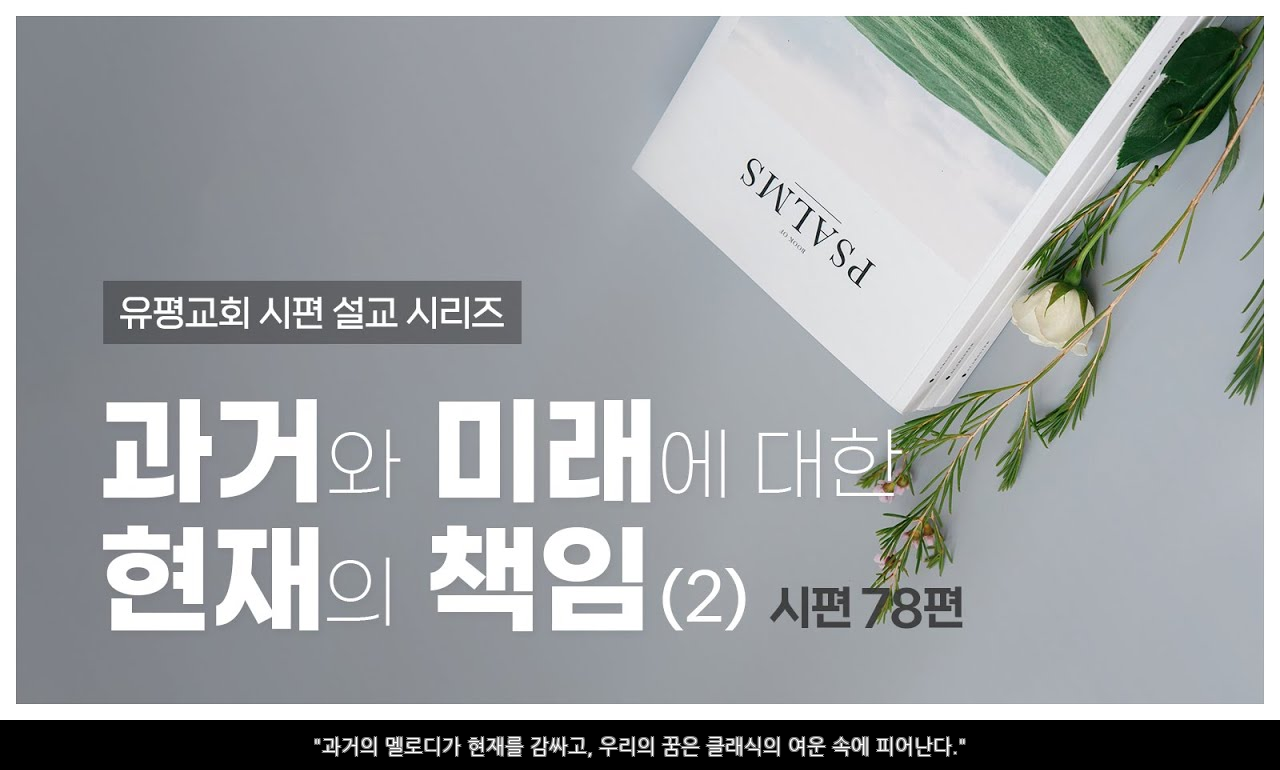 BOOK OF PSALMS
BOOK OF
PSALMS
유평교회 시편 설교 시리즈
과거와 미래에 대한
현재의 책임 (2) 시편 78편
"과거의 멜로디가 현재를 감싸고, 우리의 꿈은 클래식의 여운 속에 피어난다."